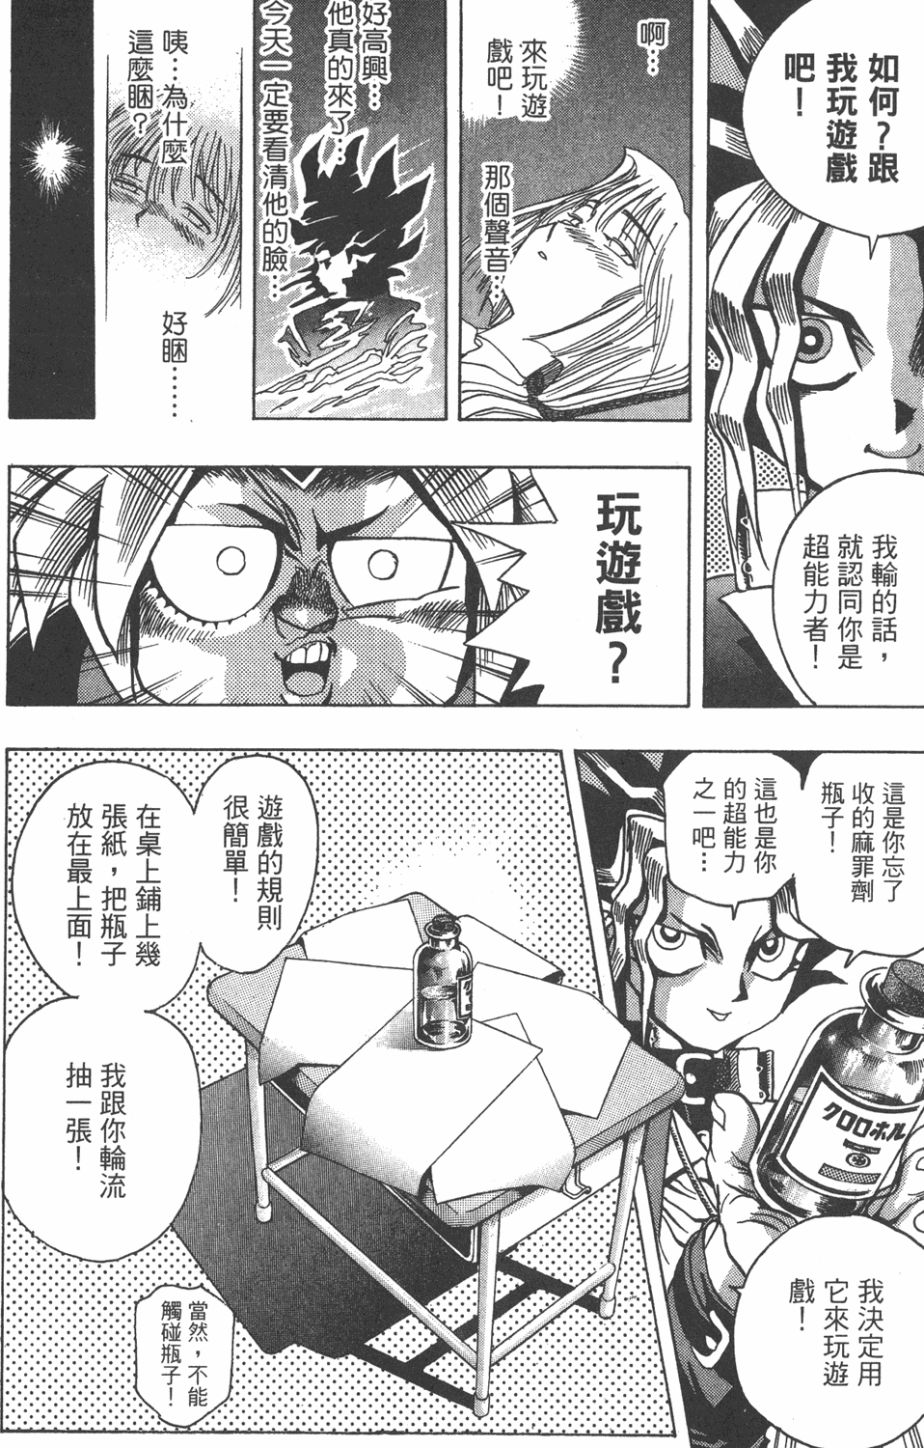 如何？跟
我玩遊戲
吧！
我輸的話，
就認同你是
超能力者！
啊…
來玩遊
戲吧！
那個聲音…
好高興…
他真的來了…
今天一定要看清他的臉…
咦…為什麼
這麼睏？
好睏……
玩遊戲？
這是你忘了
收的麻罪劑
瓶子！
這也是你
的超能力
之一吧…
クロロホル
我決定用
它來玩遊
戲！
遊戲的規則
很簡單！
在桌上鋪上幾
張紙，把瓶子
放在最上面！
我跟你輪流
抽一張！
當然，不能
觸碰瓶子！